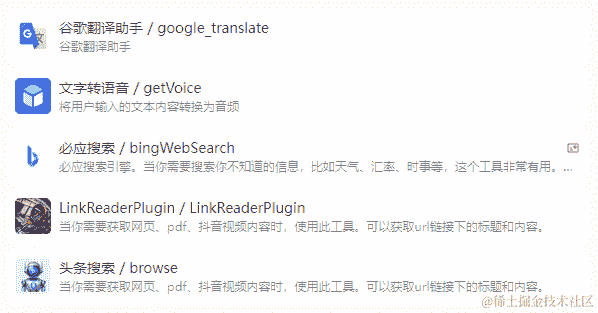 谷歌翻译助手 / google_translate
谷歌翻译助手
文字转语音 / getVoice
将用户输入的文本内容转换为音频
必应搜索 / bingWebSearch
必应搜索引擎。当你需要搜索你不知道的信息，比如天气、汇率、时事等，这个工具非常有用。...
LinkReaderPlugin / LinkReaderPlugin
当你需要获取网页、pdf、抖音视频内容时，使用此工具。可以获取url链接下的标题和内容。
头条搜索 / browse
当你需要获取网页、pdf、抖音视频内容时，使用此工具。可以获取url链接下的标题和内容。
@稀土掘金技术社区